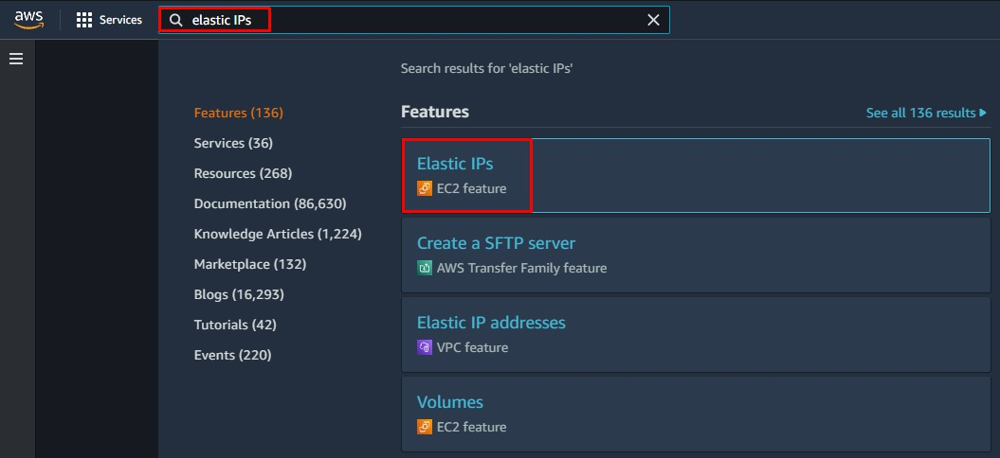 aws
Services
elastic IPs
Search results for 'elastic IPs'
Features (136)
Services (36)
Resources (268)
Documentation (86,630)
Knowledge Articles (1,224)
Marketplace (132)
Blogs (16,293)
Tutorials (42)
Events (220)
Features
See all 136 results
Elastic IPs
EC2 feature
Create a SFTP server
AWS Transfer Family feature
Elastic IP addresses
VPC feature
Volumes
EC2 feature